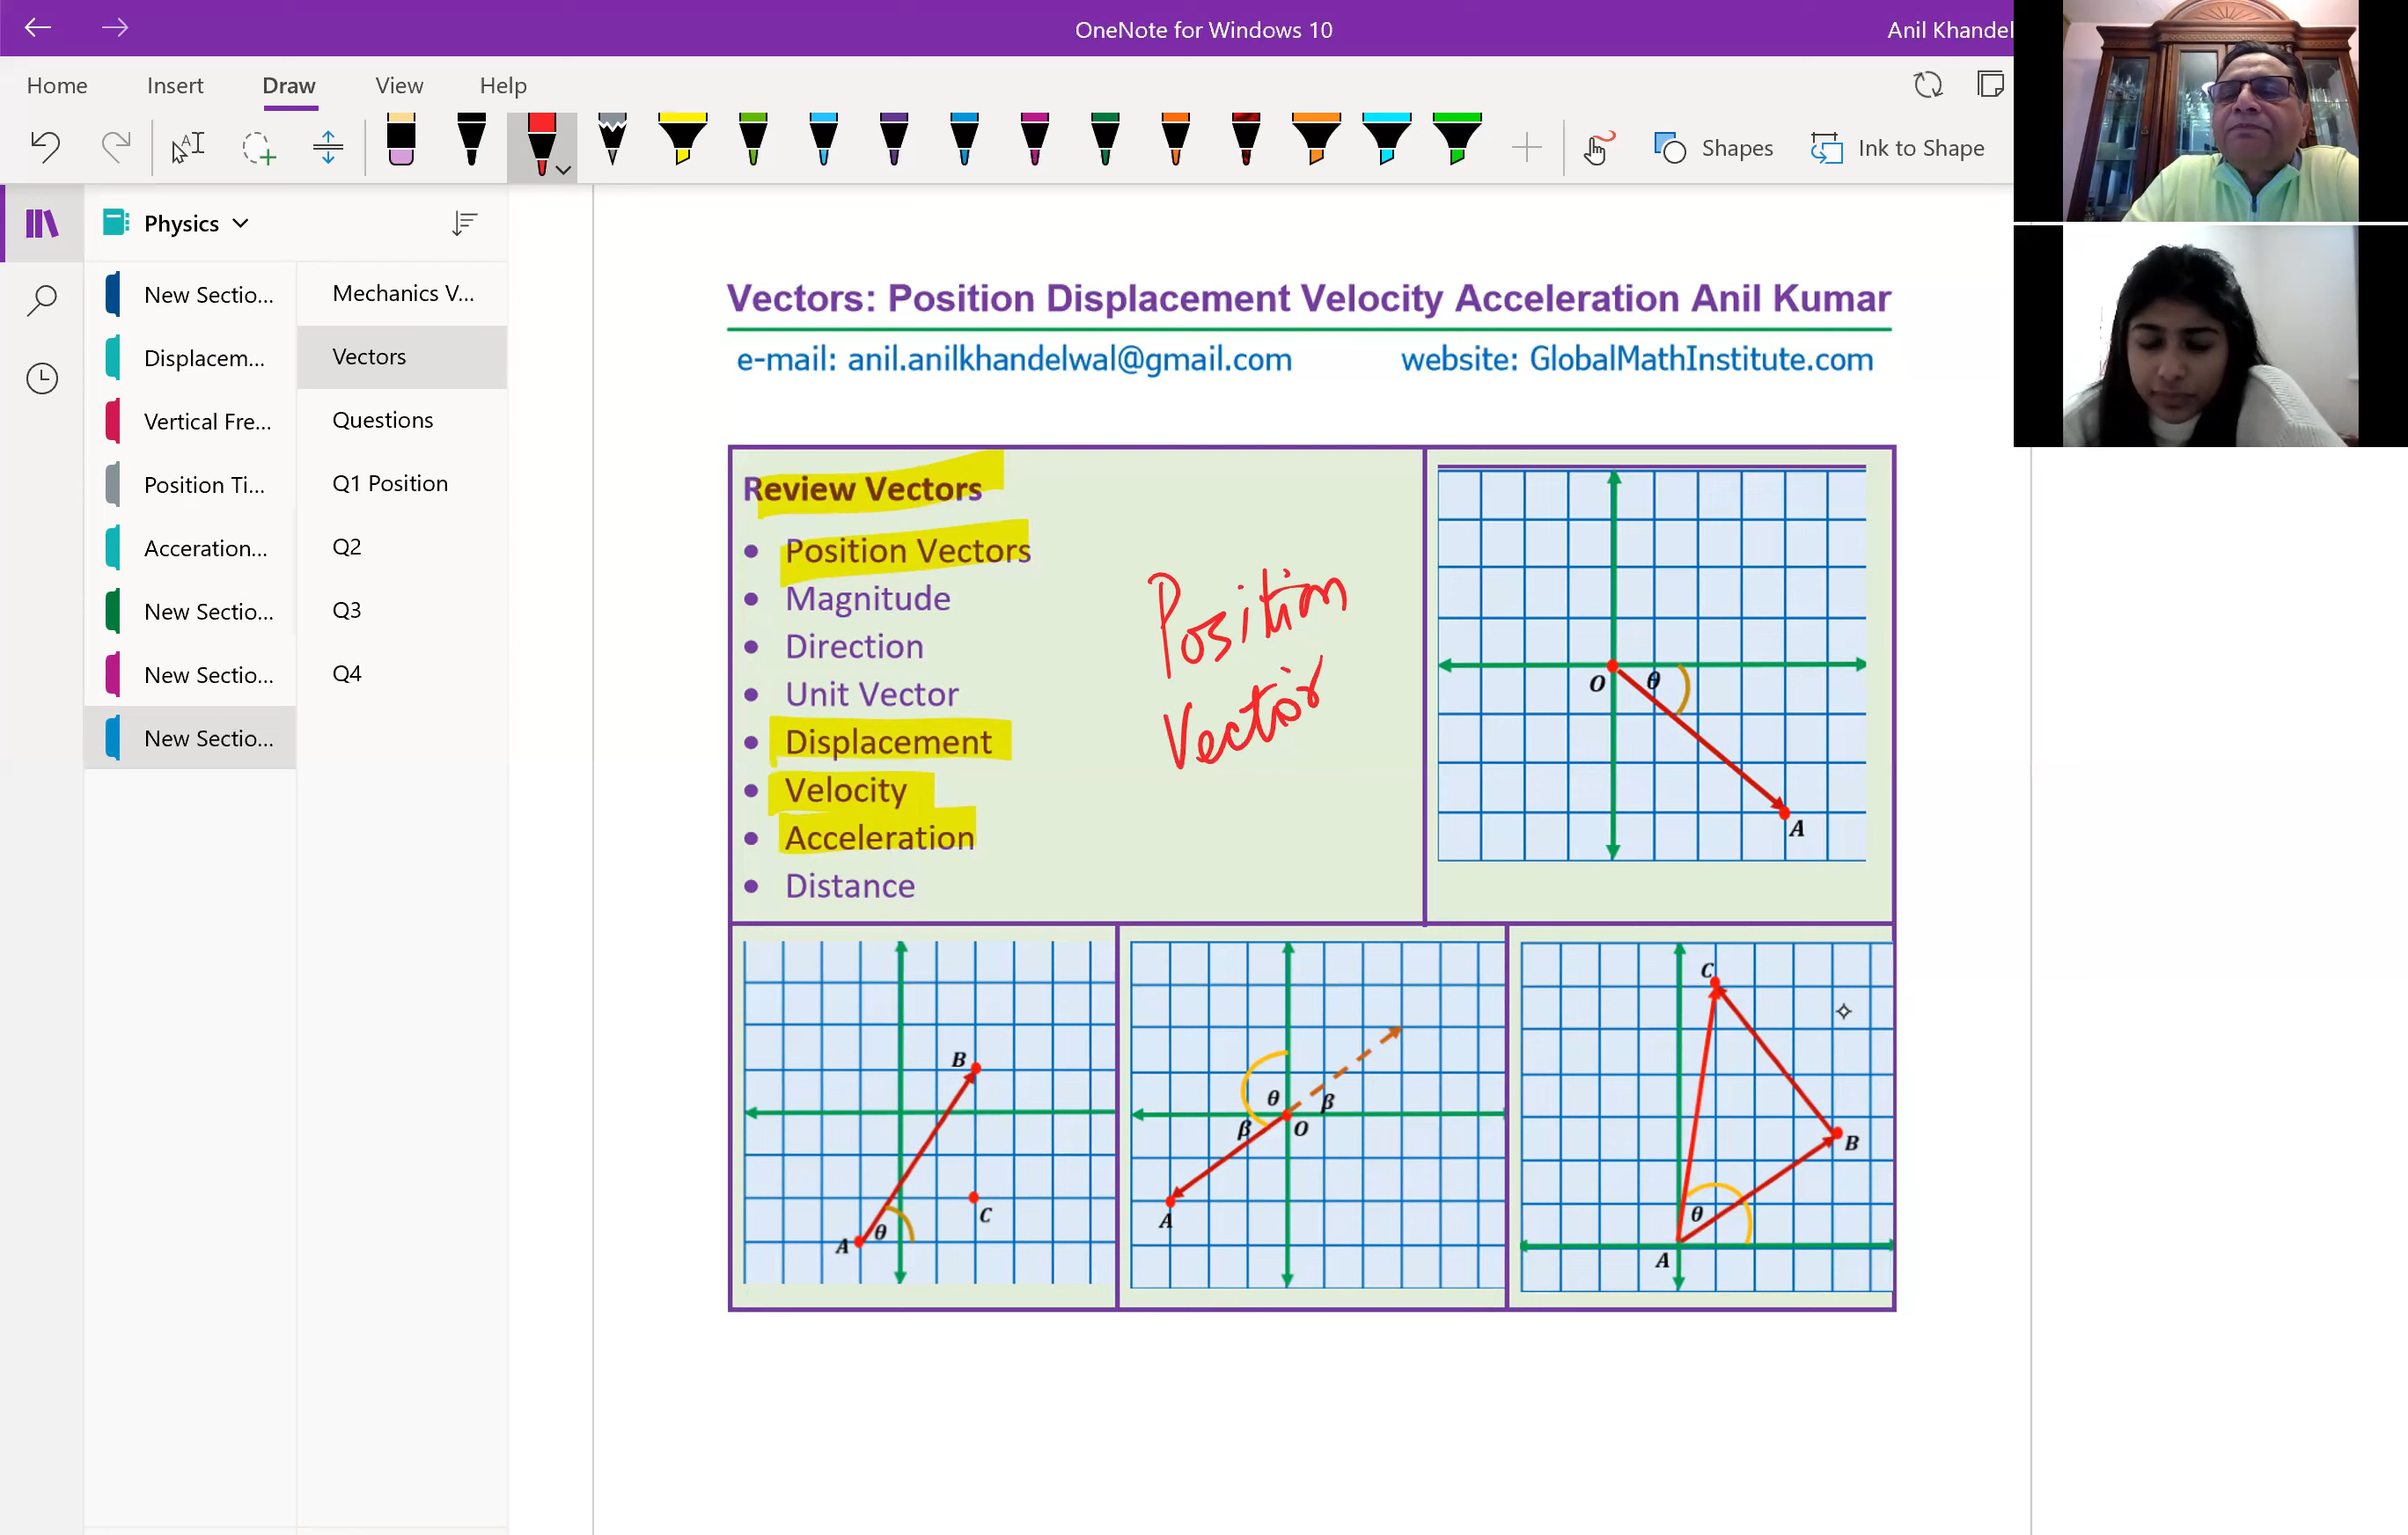 OneNote for Windows 10
Anil Khandel
Home Insert Draw View Help
Shapes
Ink to Shape
Physics
New Sectio...
Displacem...
Vertical Fre...
Position Ti...
Acceration...
New Sectio...
New Sectio...
New Sectio...
Mechanics V...
Vectors
Questions
Q1 Position
Q2
Q3
Q4
Vectors: Position Displacement Velocity Acceleration Anil Kumar
e-mail: anil.anilkhandelwal@gmail.com website: GlobalMathInstitute.com
Review Vectors
• Position Vectors
• Magnitude
• Direction
• Unit Vector
• Displacement
• Velocity
• Acceleration
• Distance
Position
Vector
O θ
A
B
C
A θ
θ β
β O
A
C
B
θ
A